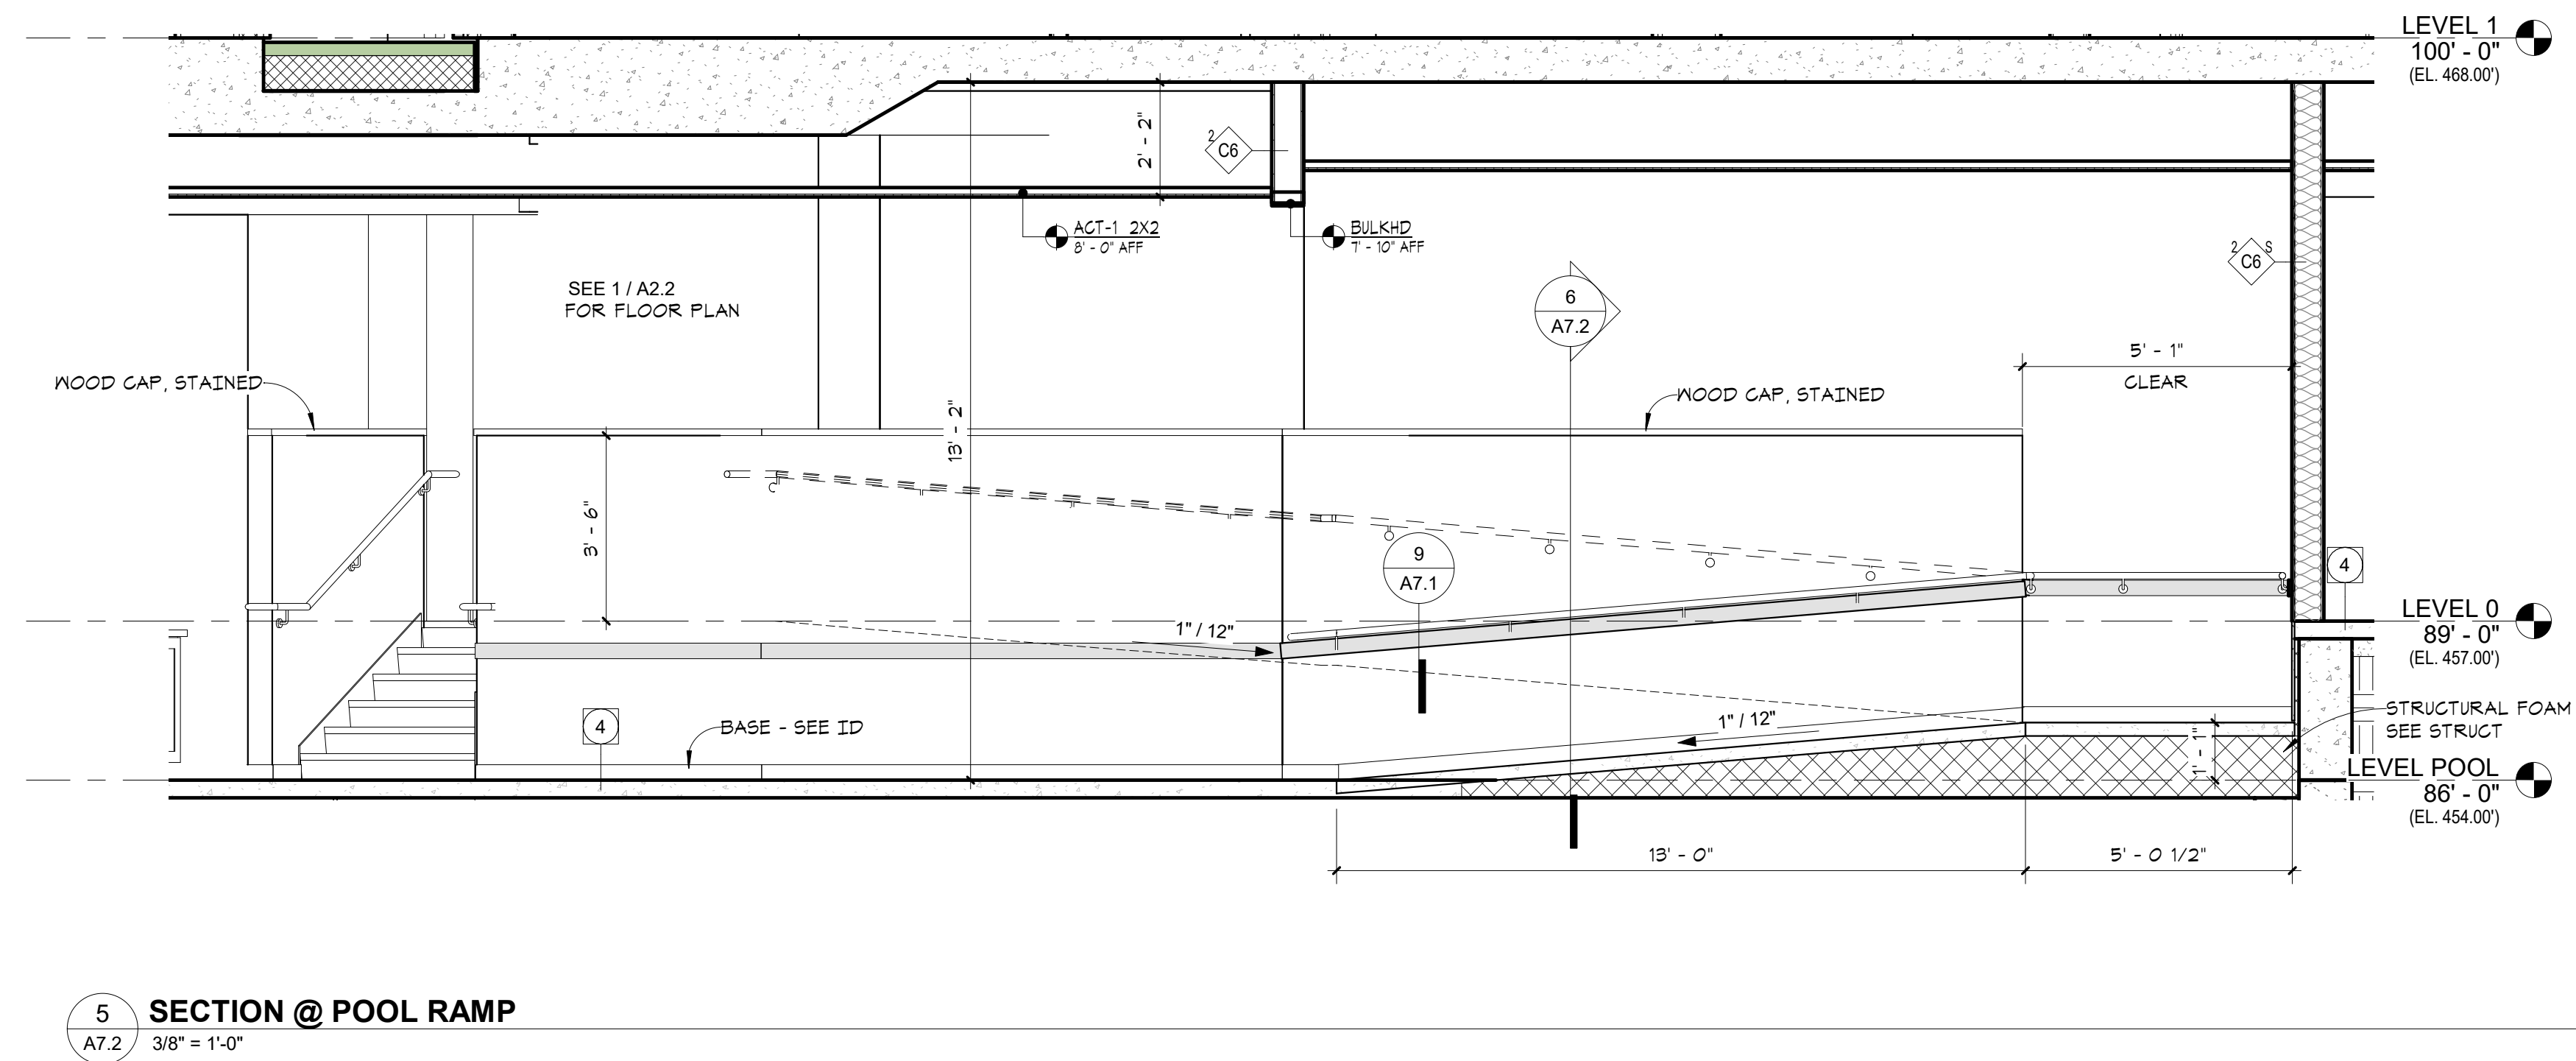 LEVEL 1
100' - 0"
(EL. 468.00')
2' - 2"
2
C6
ACT-1 2X2
8' - 0" AFF
BULKHD
7' - 10" AFF
2 S
C6
SEE 1 / A2.2
FOR FLOOR PLAN
6
A7.2
5' - 1"
CLEAR
WOOD CAP, STAINED
WOOD CAP, STAINED
13' - 2"
3' - 6"
9
A7.1
4
LEVEL 0
89' - 0"
(EL. 457.00')
1" / 12"
4
BASE - SEE ID
1" / 12"
1' - 1"
STRUCTURAL FOAM
SEE STRUCT
LEVEL POOL
86' - 0"
(EL. 454.00')
13' - 0"
5' - 0 1/2"
5
A7.2
SECTION @ POOL RAMP
3/8" = 1'-0"